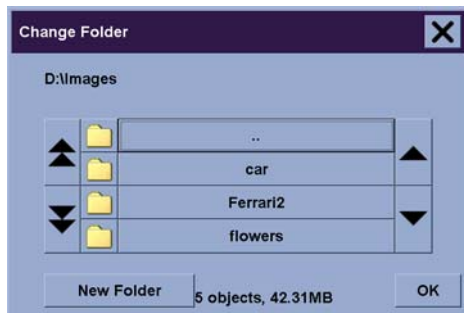 Change Folder
D:\Images
..
car
Ferrari2
flowers
New Folder
5 objects, 42.31MB
OK